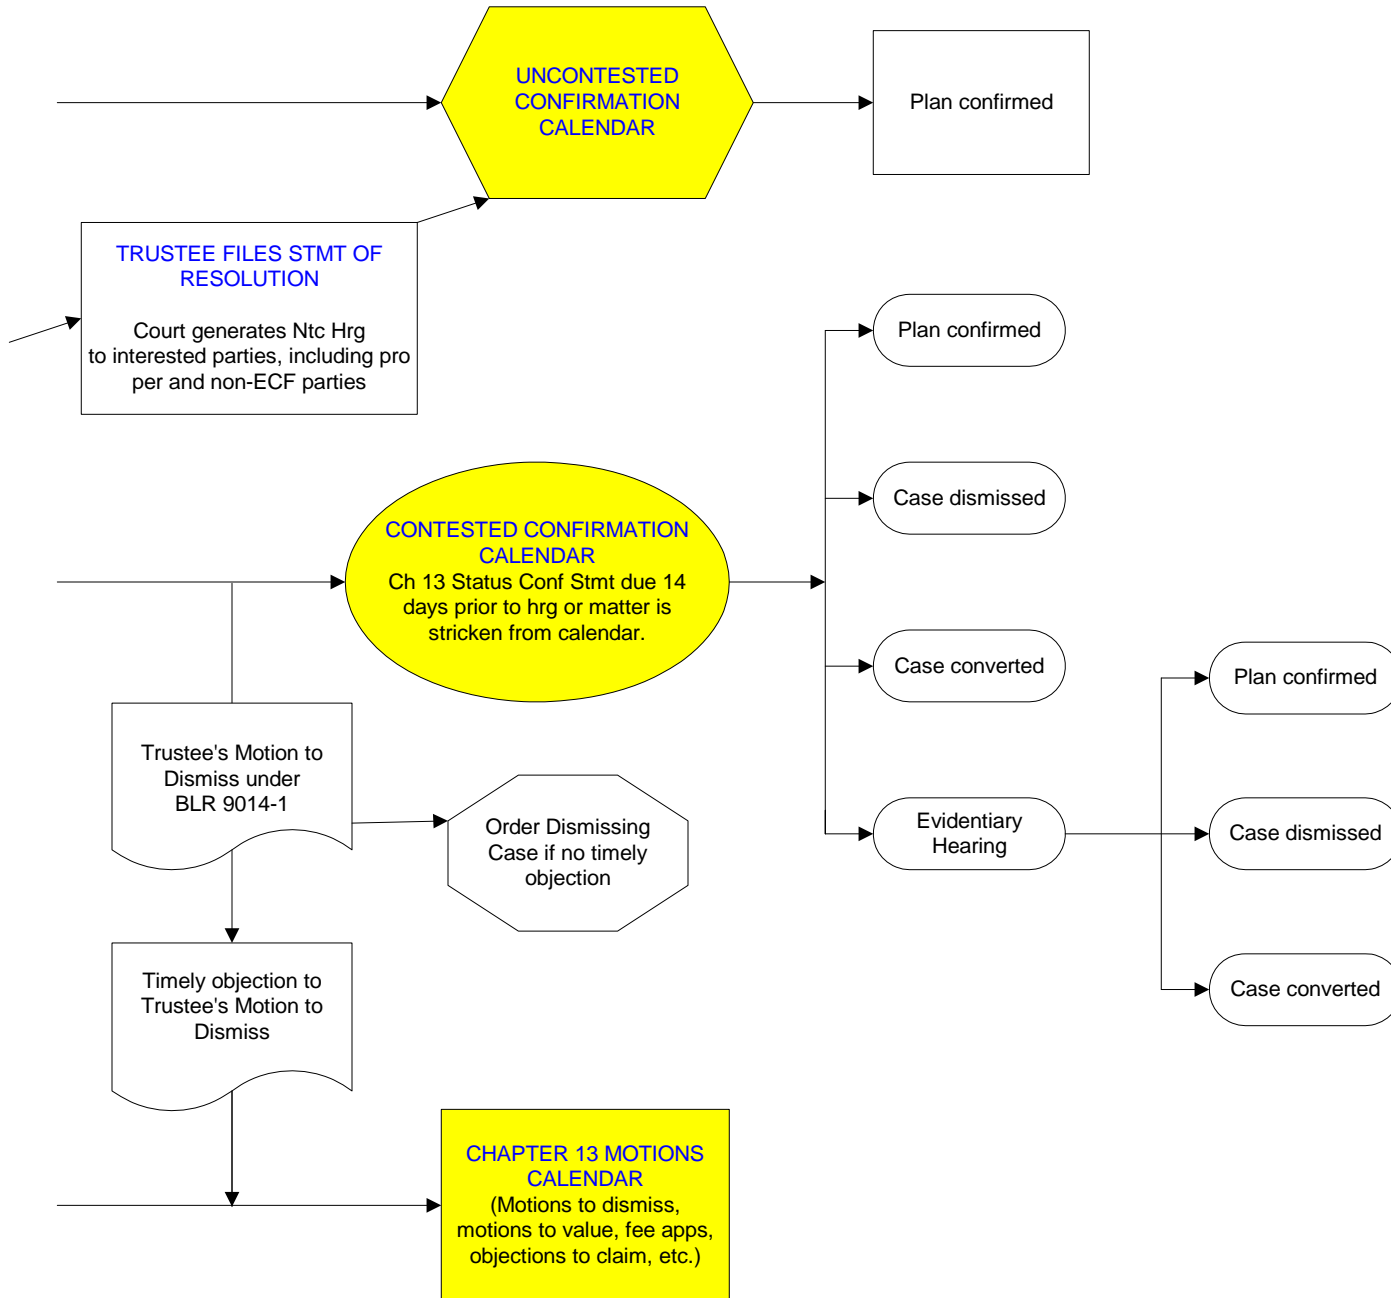 UNCONTESTED
CONFIRMATION
CALENDAR
Plan confirmed
TRUSTEE FILES STMT OF
RESOLUTION
Court generates Ntc Hrg
to interested parties, including pro
per and non-ECF parties
Plan confirmed
Case dismissed
CONTESTED CONFIRMATION
CALENDAR
Ch 13 Status Conf Stmt due 14
days prior to hrg or matter is
stricken from calendar.
Case converted
Plan confirmed
Trustee's Motion to
Dismiss under
BLR 9014-1
Order Dismissing
Case if no timely
objection
Evidentiary
Hearing
Case dismissed
Timely objection to
Trustee's Motion to
Dismiss
Case converted
CHAPTER 13 MOTIONS
CALENDAR
(Motions to dismiss,
motions to value, fee apps,
objections to claim, etc.)